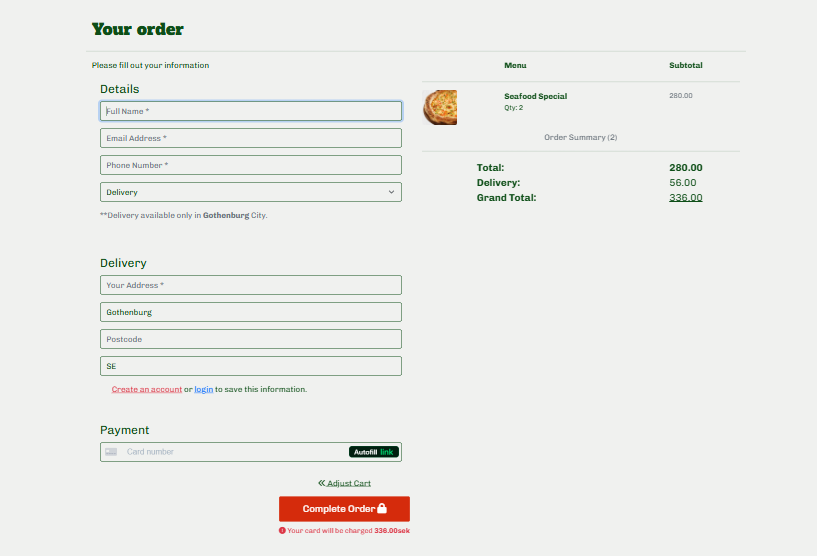 Your order
Please fill out your information
Details
Full Name *
Email Address *
Phone Number *
Delivery
**Delivery available only in Gothenburg City.
Delivery
Your Address *
Gothenburg
Postcode
SE
Create an account or login to save this information.
Payment
Card number Autofill link
Adjust Cart
Complete Order
Your card will be charged 336.00sek
Menu Subtotal
Seafood Special 280.00
Qty: 2
Order Summary (2)
Total: 280.00
Delivery: 56.00
Grand Total: 336.00